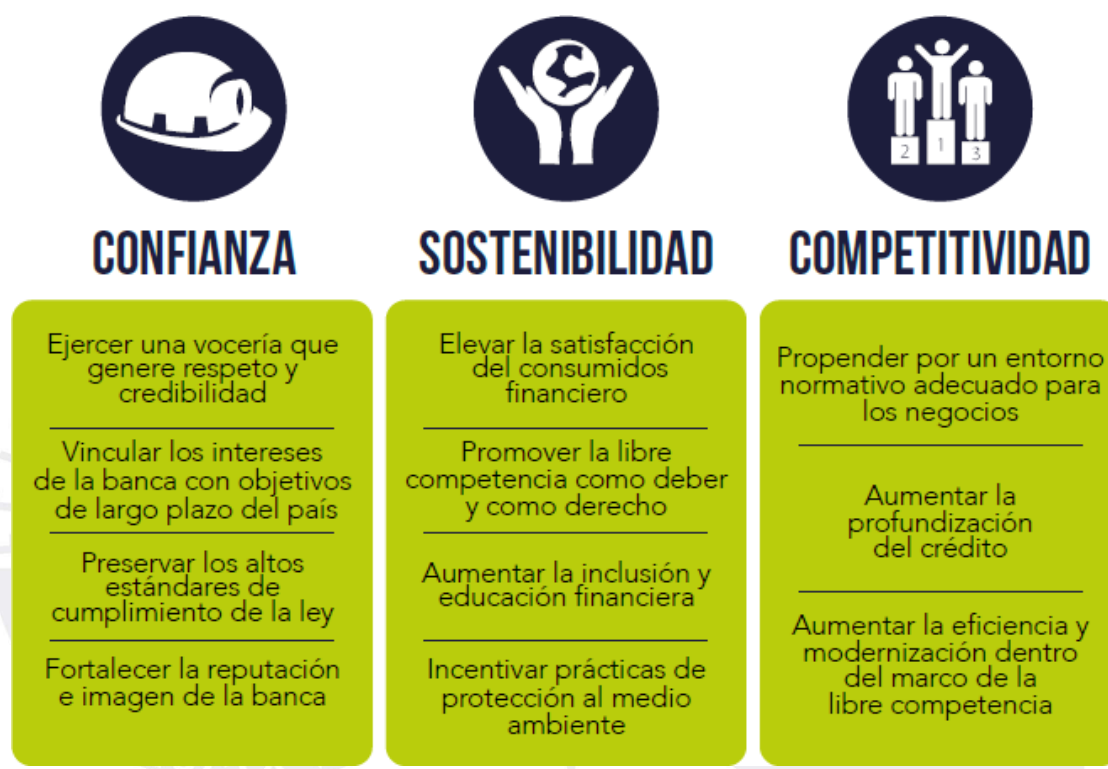 2
1
3
CONFIANZA
Ejercer una vocería que
genere respeto y
credibilidad
Vincular los intereses
de la banca con objetivos
de largo plazo del país
Preservar los altos
estándares de
cumplimiento de la ley
Fortalecer la reputación
e imagen de la banca
SOSTENIBILIDAD
Elevar la satisfacción
del consumidos
financiero
Promover la libre
competencia como deber
y como derecho
Aumentar la inclusión y
educación financiera
Incentivar prácticas de
protección al medio
ambiente
COMPETITIVIDAD
Propender por un entorno
normativo adecuado para
los negocios
Aumentar la
profundización
del crédito
Aumentar la eficiencia y
modernización dentro
del marco de la
libre competencia